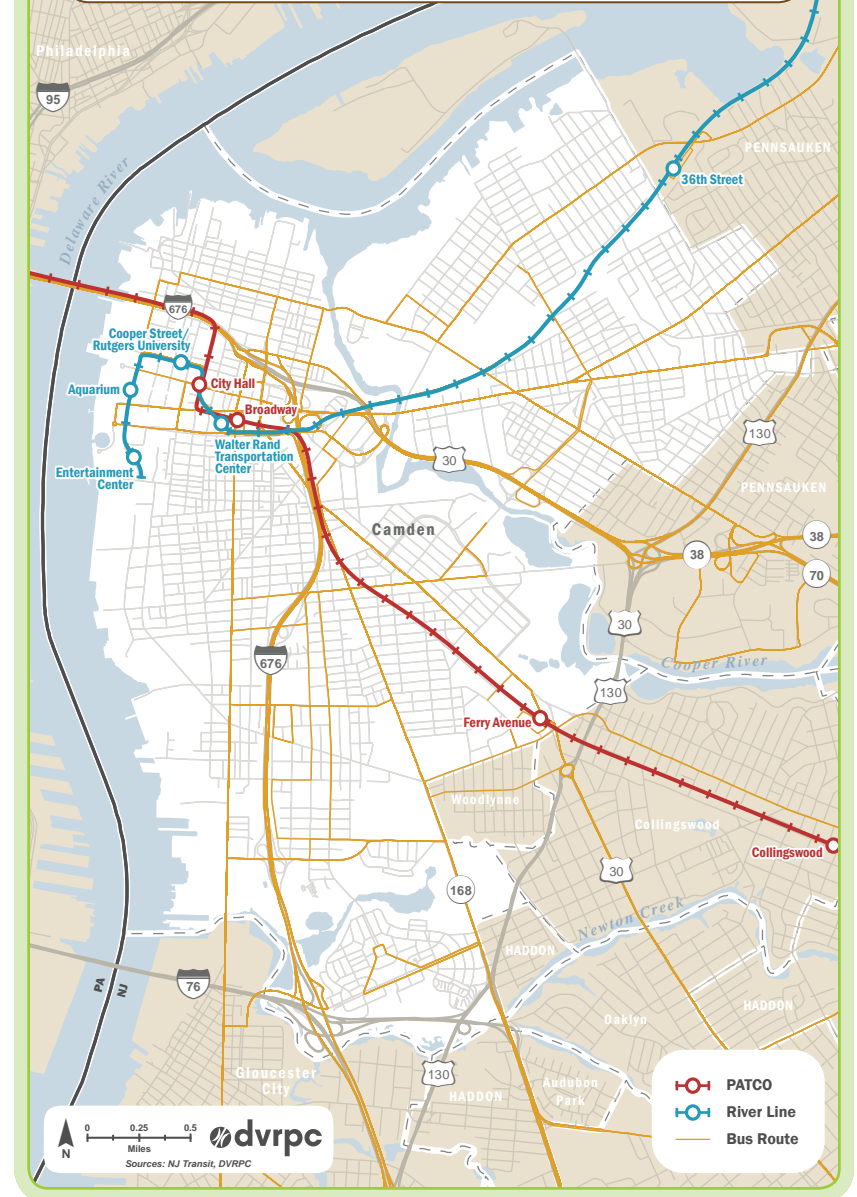 Philadelphia
95
Delaware River
PENNSAUKEN
36th Street
676
Cooper Street/
Rutgers University
City Hall
Aquarium
Broadway
Walter Rand
Transportation
Center
Entertainment
Center
30
130
PENNSAUKEN
Camden
38
38
70
30
676
Cooper River
130
Ferry Avenue
Woodlynne
Collingswood
Collingswood
30
168
Newton Creek
HADDON
PA
NJ
76
HADDON
Oaklyn
Gloucester
City
130
HADDON
Audubon
Park
PATCO
River Line
Bus Route
N
0 0.25 0.5
Miles
dvrpc
Sources: NJ Transit, DVRPC